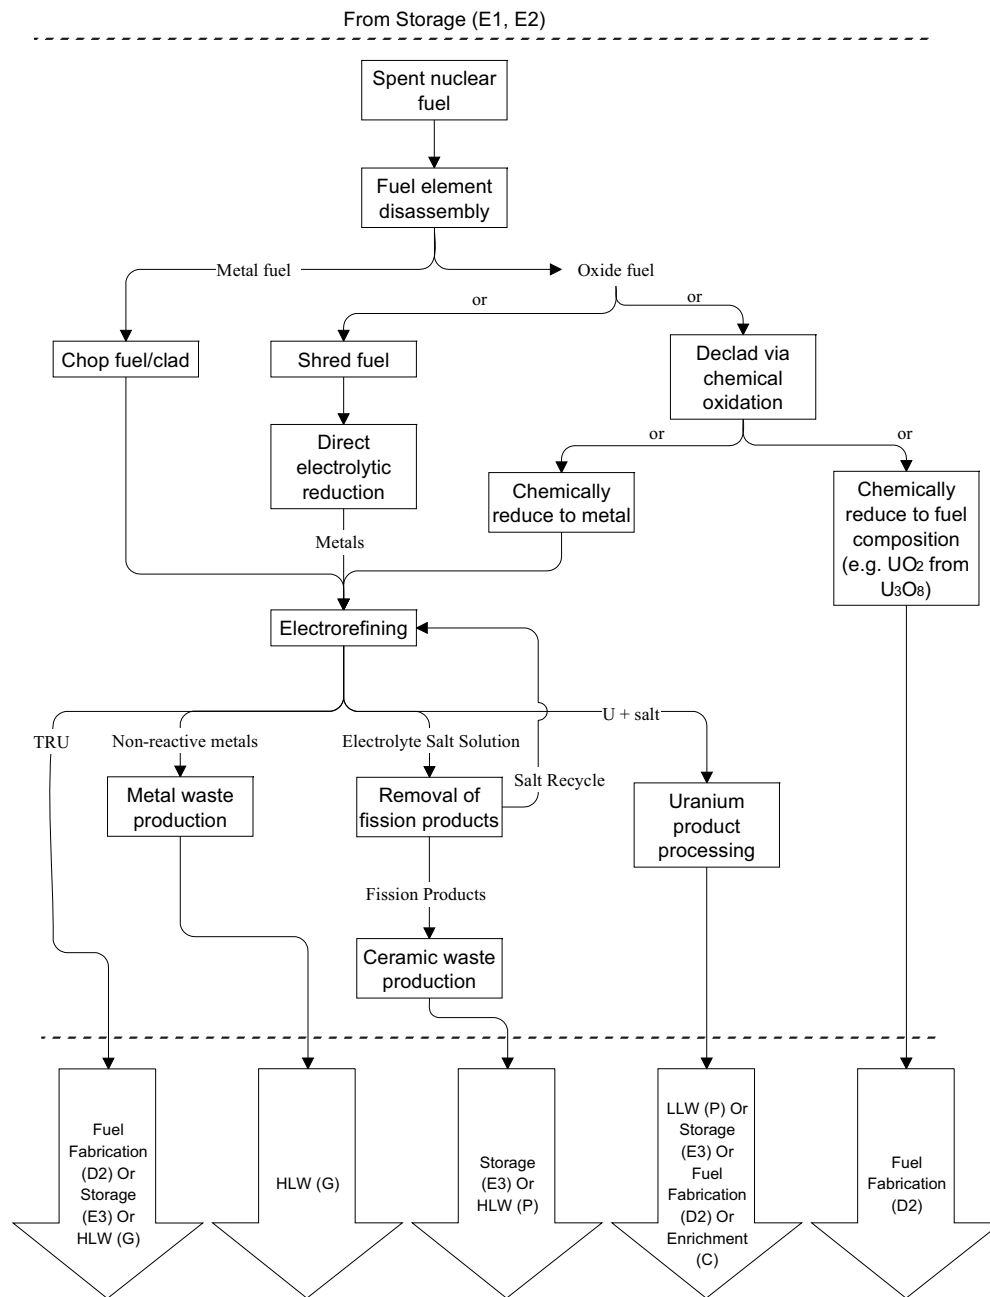 From Storage (E1, E2)
Spent nuclear
fuel
Fuel element
disassembly
Metal fuel
Oxide fuel
or
or
Chop fuel/clad
Shred fuel
Declad via
chemical
oxidation
Direct
electrolytic
reduction
or
or
Chemically
reduce to metal
Chemically
reduce to fuel
composition
(e.g. UO2 from
U3O8)
Metals
Electrorefining
TRU
Non-reactive metals
Electrolyte Salt Solution
U + salt
Salt Recycle
Metal waste
production
Removal of
fission products
Uranium
product
processing
Fission Products
Ceramic waste
production
Fuel
Fabrication
(D2) Or
Storage
(E3) Or
HLW (G)
HLW (G)
Storage
(E3) Or
HLW (P)
LLW (P) Or
Storage
(E3) Or
Fuel
Fabrication
(D2) Or
Enrichment
(C)
Fuel
Fabrication
(D2)